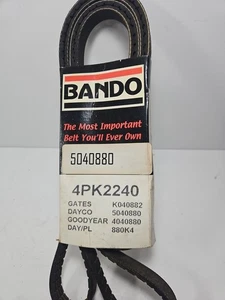 BANDO
The Most Important
Belt You'll Ever Own
5040880
4PK2240
GATES K040882
DAYCO 5040880
GOODYEAR 4040880
DAY/PL 880K4